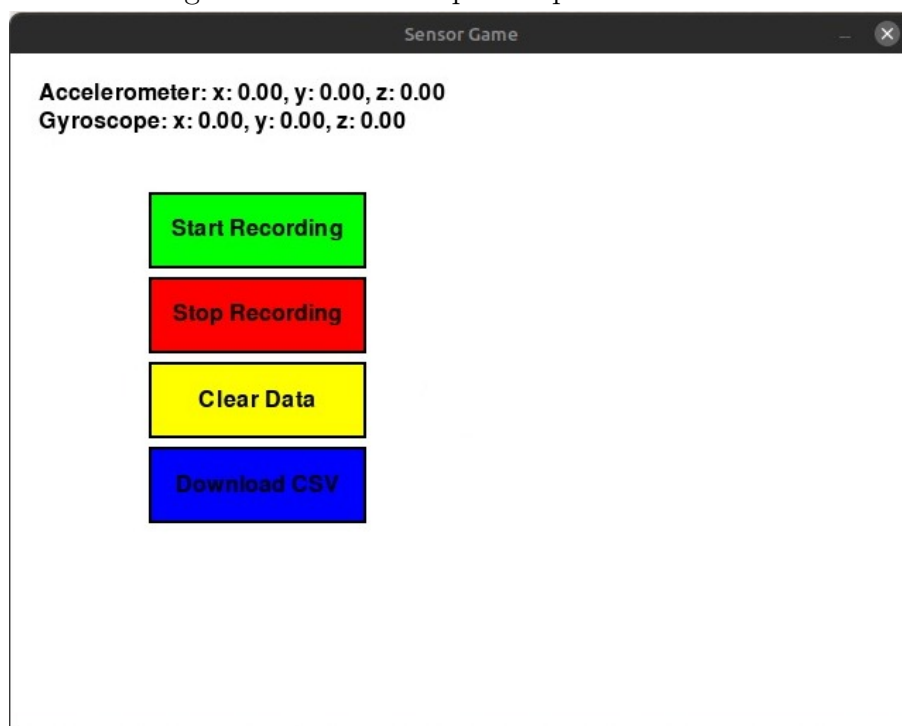 Sensor Game
Accelerometer: x: 0.00, y: 0.00, z: 0.00
Gyroscope: x: 0.00, y: 0.00, z: 0.00
Start Recording
Stop Recording
Clear Data
Download CSV